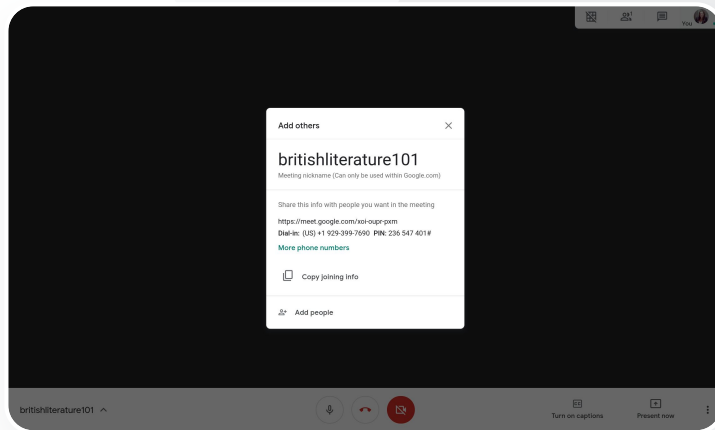 1
You
Add others
britishliterature101
Meeting nickname (Can only be used within Google.com)
Share this info with people you want in the meeting
https://meet.google.com/xoi-oupr-pxm
Dial-in: (US) +1 929-399-7690 PIN: 236 547 401#
More phone numbers
Copy joining info
Add people
britishliterature101
Turn on captions
Present now